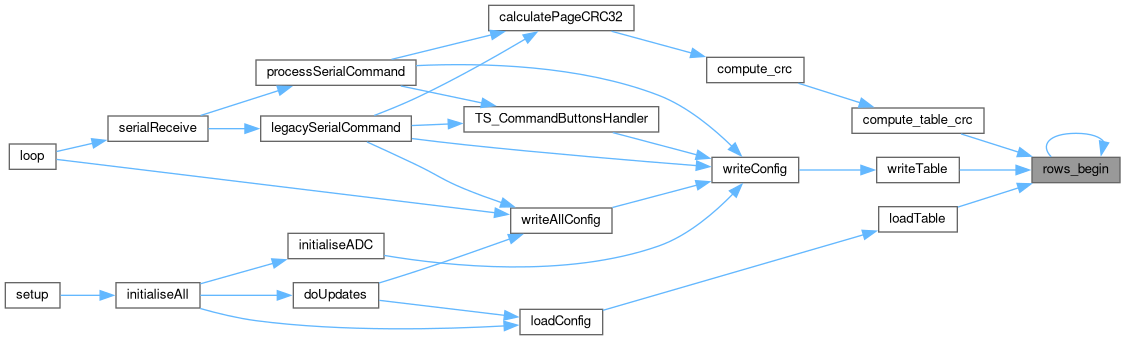 calculatePageCRC32
processSerialCommand
compute_crc
serialReceive
legacySerialCommand
TS_CommandButtonsHandler
compute_table_crc
loop
writeConfig
writeTable
rows_begin
writeAllConfig
loadTable
initialiseADC
setup
initialiseAll
doUpdates
loadConfig